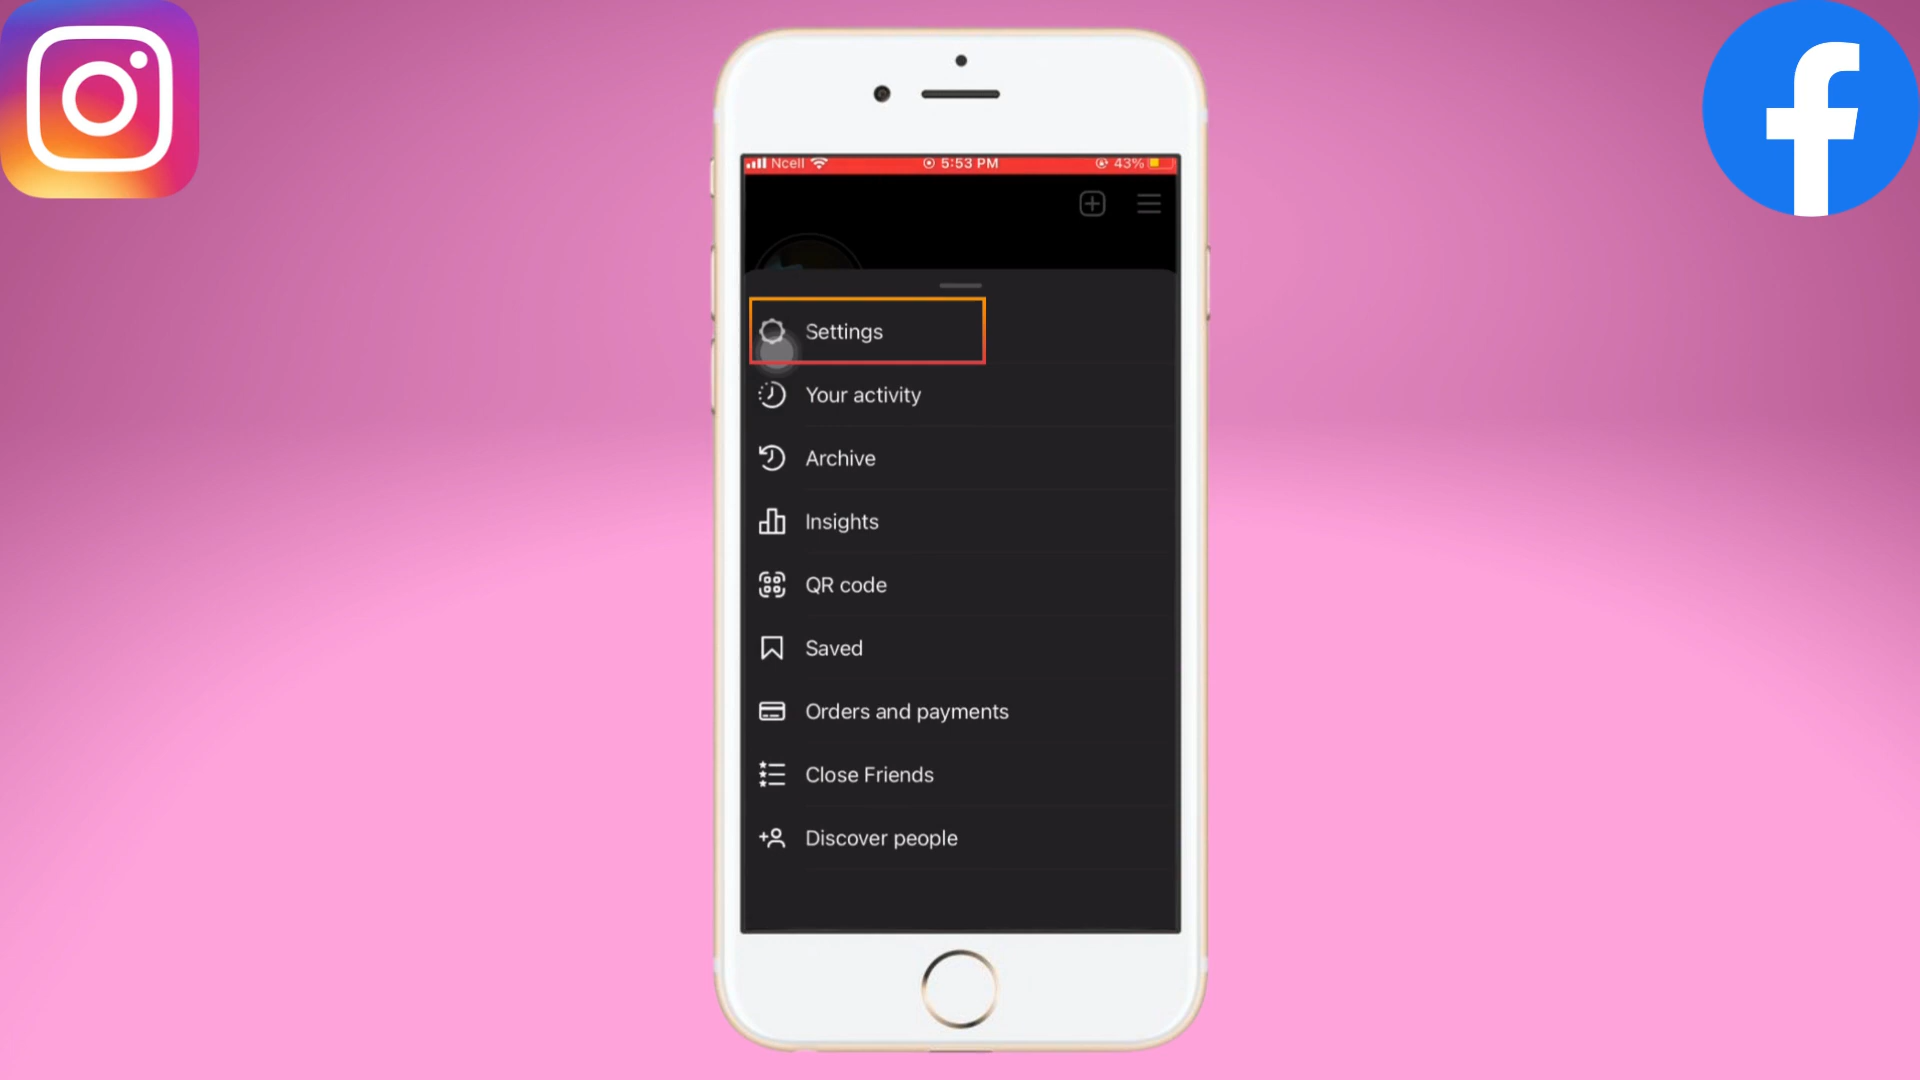 Ncell 5:53 PM 43%
Settings
Your activity
Archive
Insights
QR code
Saved
Orders and payments
Close Friends
Discover people